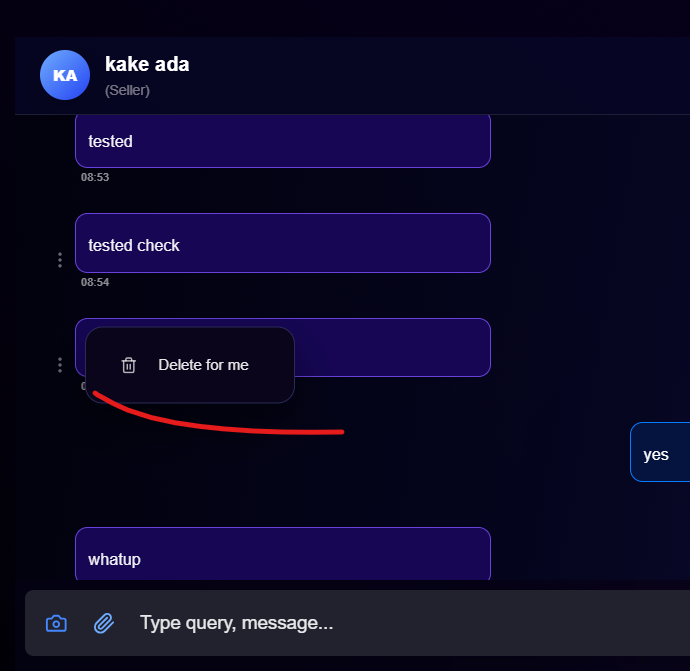 KA
kake ada
(Seller)
tested
08:53
tested check
08:54
Delete for me
yes
whatup
Type query, message...